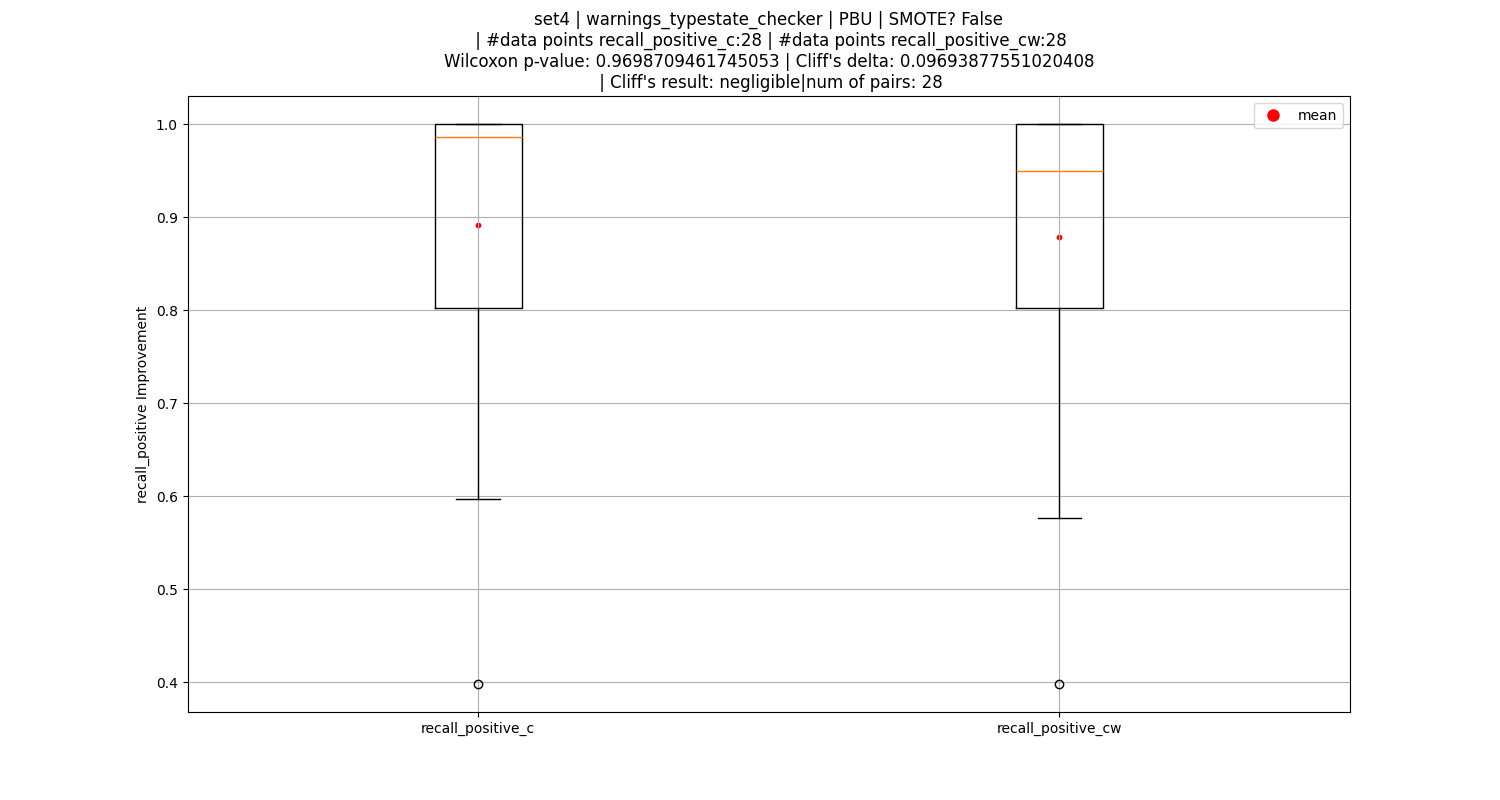 set4 | warnings_typestate_checker | PBU | SMOTE? False
| #data points recall_positive_c:28 | #data points recall_positive_cw:28
Wilcoxon p-value: 0.9698709461745053 | Cliff's delta: 0.09693877551020408
| Cliff's result: negligible|num of pairs: 28
mean
1.0
0.9
0.8
0.7
0.6
0.5
0.4
recall_positive Improvement
recall_positive_c
recall_positive_cw